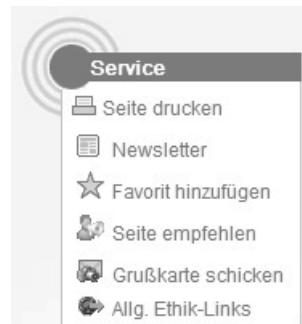 Service
Seite drucken
Newsletter
Favorit hinzufügen
Seite empfehlen
Grußkarte schicken
Allg. Ethik-Links